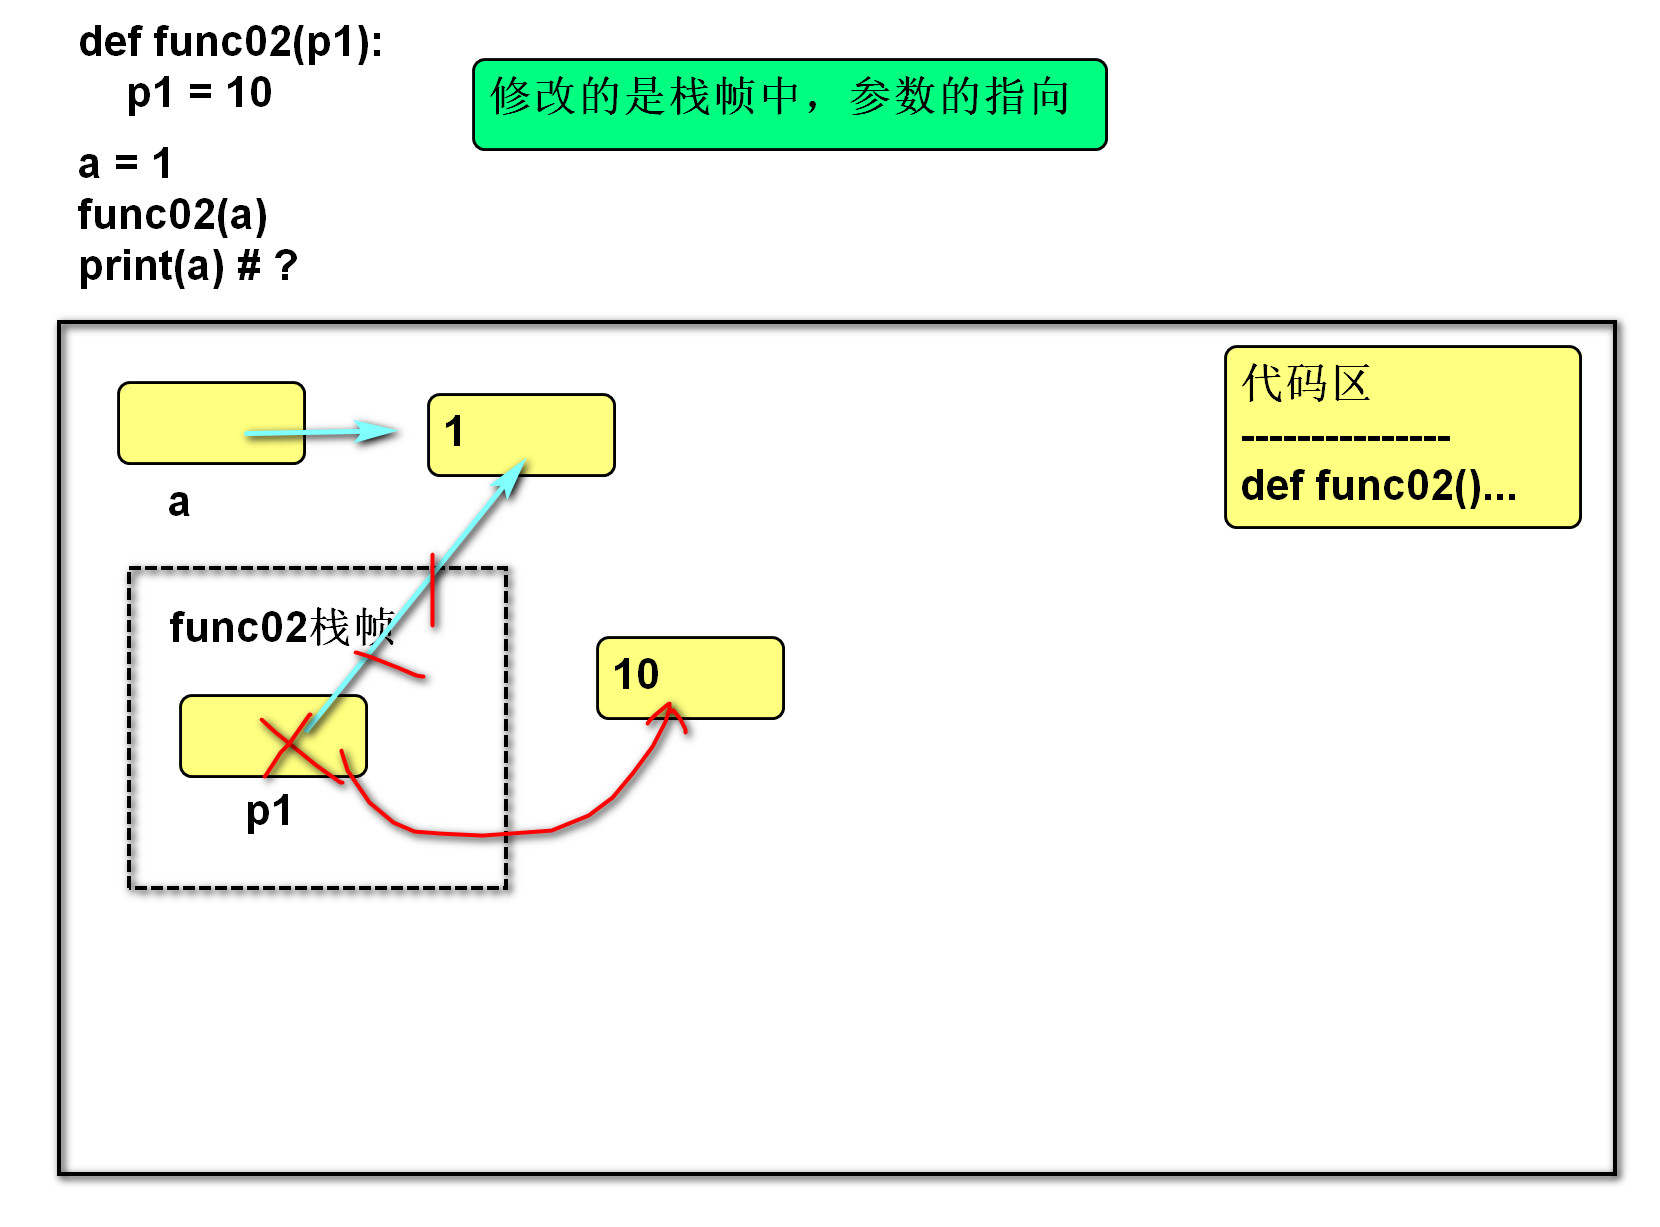 def func02(p1):
p1 = 10
修改的是栈帧中，参数的指向
a = 1
func02(a)
print(a) # ?
代码区
---------------
def func02()...
1
a
func02栈帧
10
p1